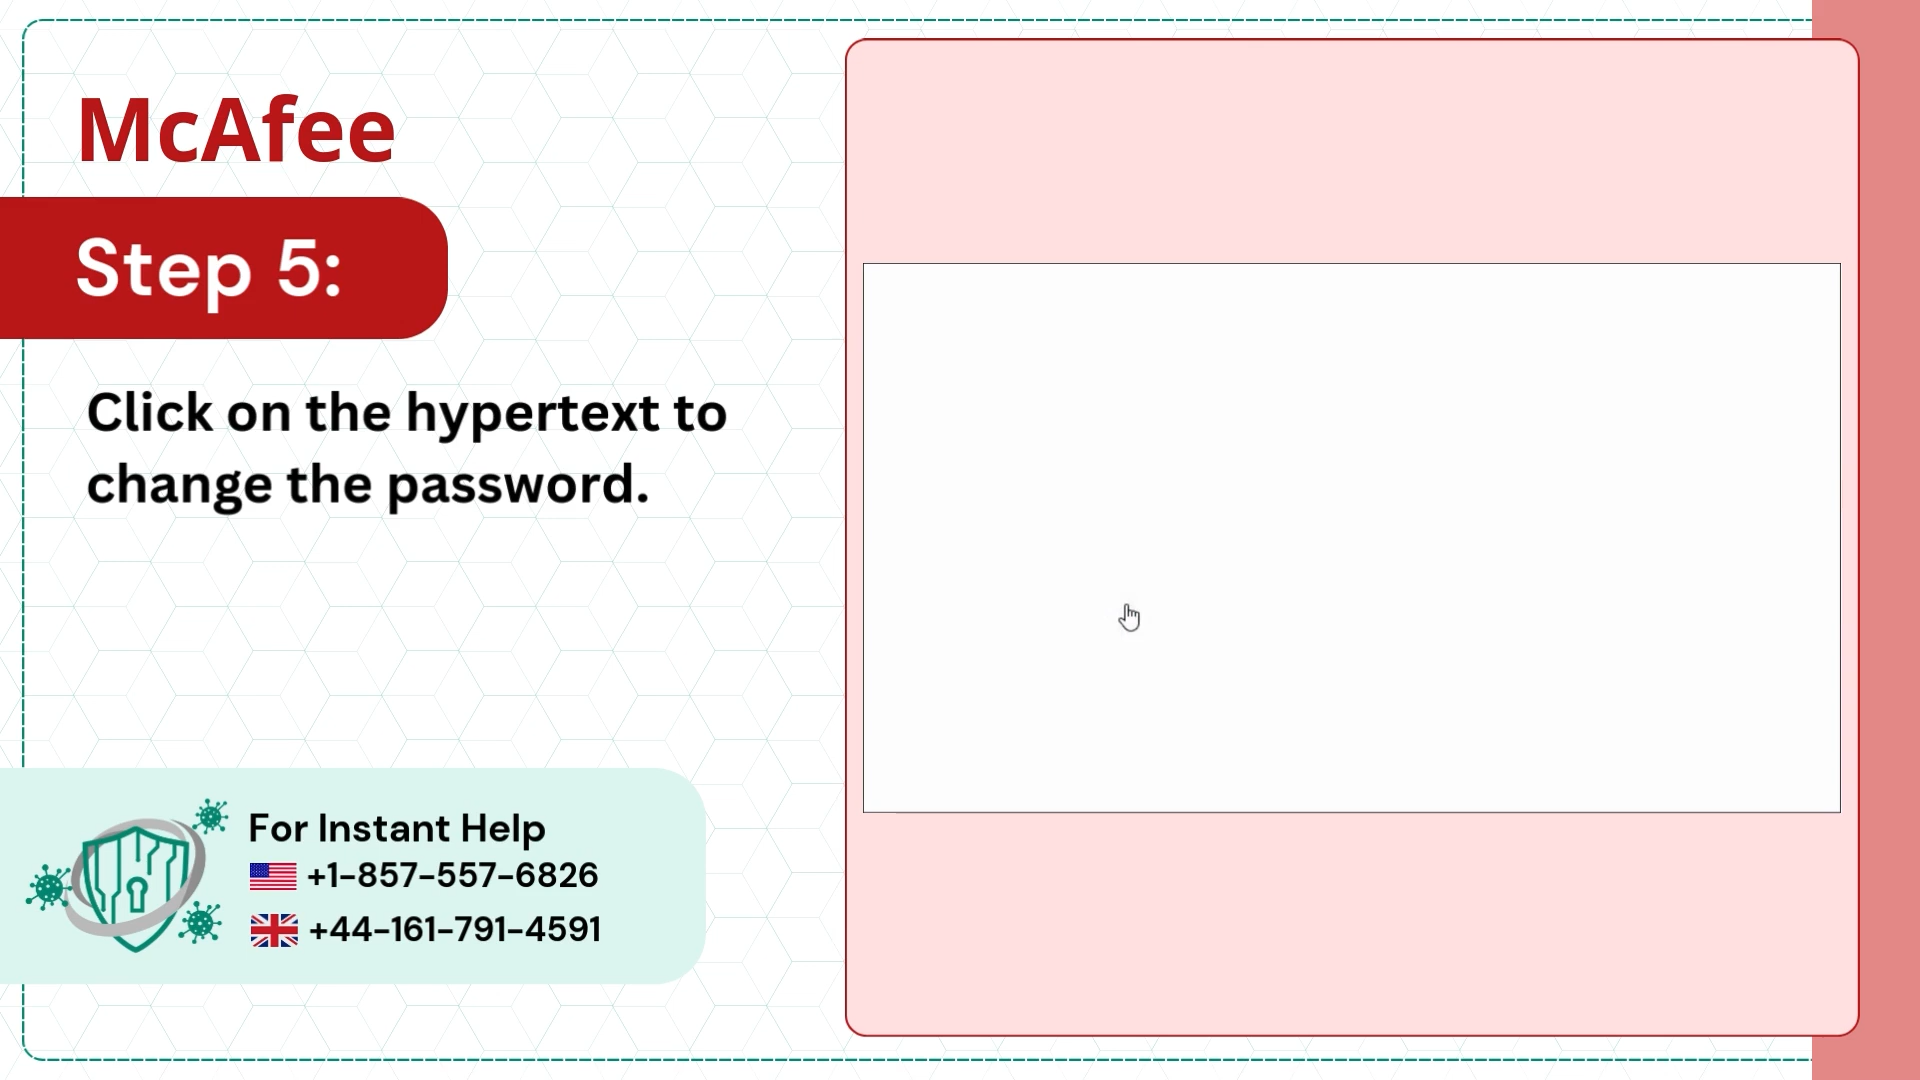 McAfee
Step 5:
Click on the hypertext to
change the password.
For Instant Help
+1-857-557-6826
+44-161-791-4591